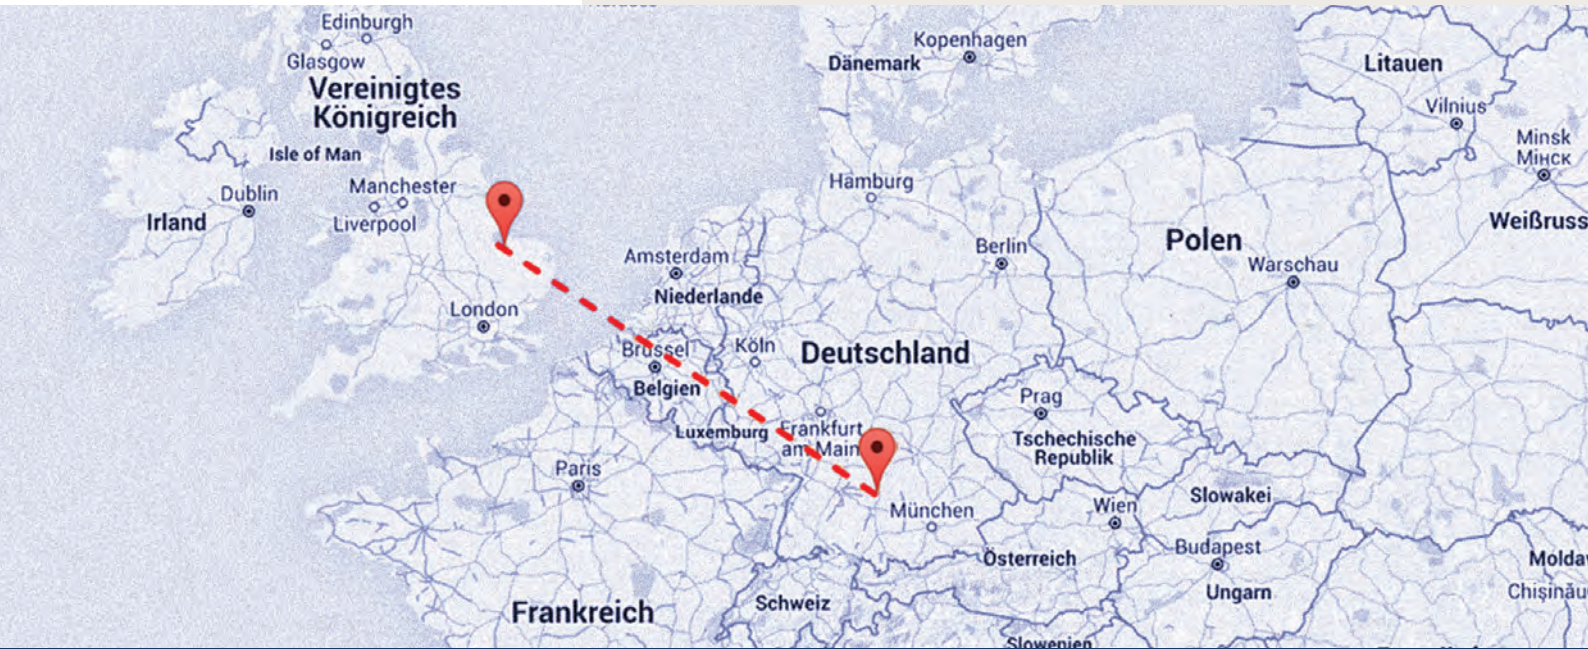 Edinburgh
Glasgow
Vereinigtes
Königreich
Isle of Man
Manchester
Liverpool
Dublin
Irland
London
Kopenhagen
Dänemark
Hamburg
Amsterdam
Niederlande
Brüssel
Belgien
Köln
Deutschland
Berlin
Luxemburg
Frankfurt
am Main
Paris
Frankreich
München
Schweiz
Österreich
Prag
Tschechische
Republik
Wien
Slowakei
Budapest
Ungarn
Slowenien
Polen
Warschau
Litauen
Vilnius
Minsk
Мінск
Weißruss
Moldaw
Chișinău